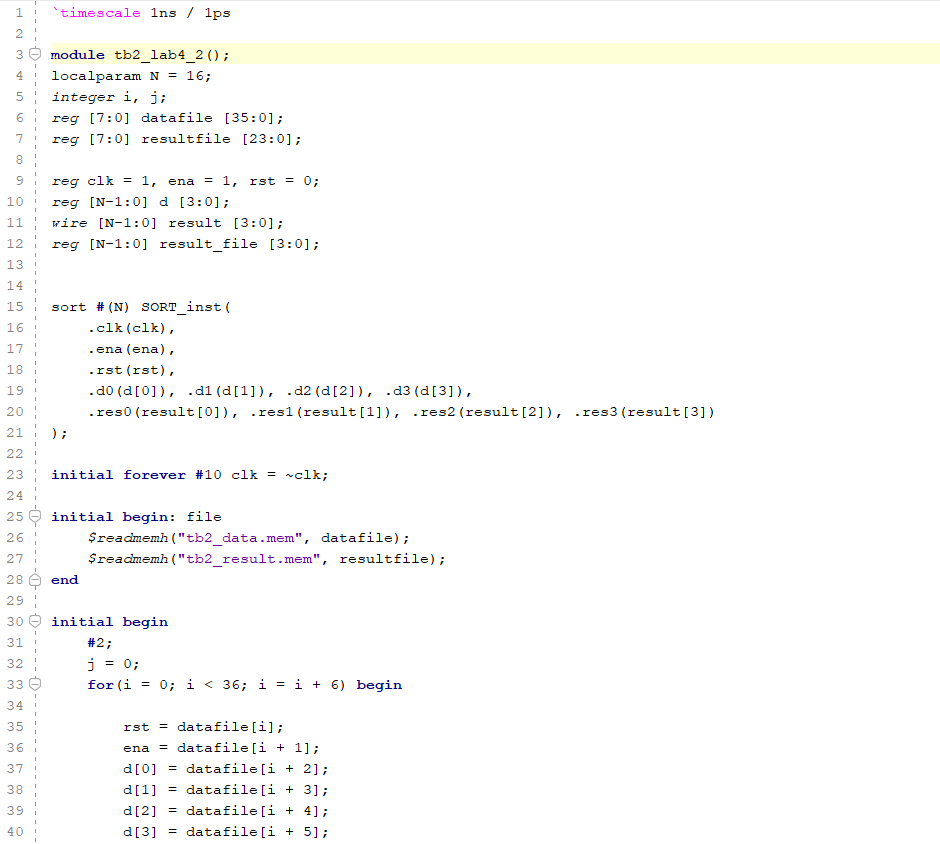 1 `timescale 1ns / 1ps
2
3 module tb2_lab4_2();
4 localparam N = 16;
5 integer i, j;
6 reg [7:0] datafile [35:0];
7 reg [7:0] resultfile [23:0];
8
9 reg clk = 1, ena = 1, rst = 0;
10 reg [N-1:0] d [3:0];
11 wire [N-1:0] result [3:0];
12 reg [N-1:0] result_file [3:0];
13
14
15 sort #(N) SORT_inst(
16     .clk(clk),
17     .ena(ena),
18     .rst(rst),
19     .d0(d[0]), .d1(d[1]), .d2(d[2]), .d3(d[3]),
20     .res0(result[0]), .res1(result[1]), .res2(result[2]), .res3(result[3])
21 );
22
23 initial forever #10 clk = ~clk;
24
25 initial begin: file
26     $readmemh("tb2_data.mem", datafile);
27     $readmemh("tb2_result.mem", resultfile);
28 end
29
30 initial begin
31     #2;
32     j = 0;
33     for(i = 0; i < 36; i = i + 6) begin
34
35         rst = datafile[i];
36         ena = datafile[i + 1];
37         d[0] = datafile[i + 2];
38         d[1] = datafile[i + 3];
39         d[2] = datafile[i + 4];
40         d[3] = datafile[i + 5];